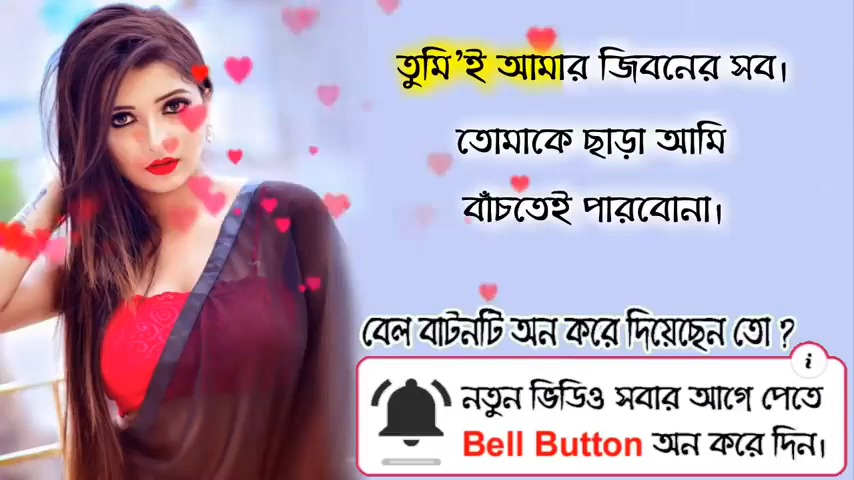 তুমি'ই আমার জিবনের সব।
তোমাকে ছাড়া আমি
বাঁচতেই পারবোনা।
বেল বাটনটি অন করে দিয়েছেন তো ?
i
নতুন ভিডিও সবার আগে পেতে
Bell Button অন করে দিন।